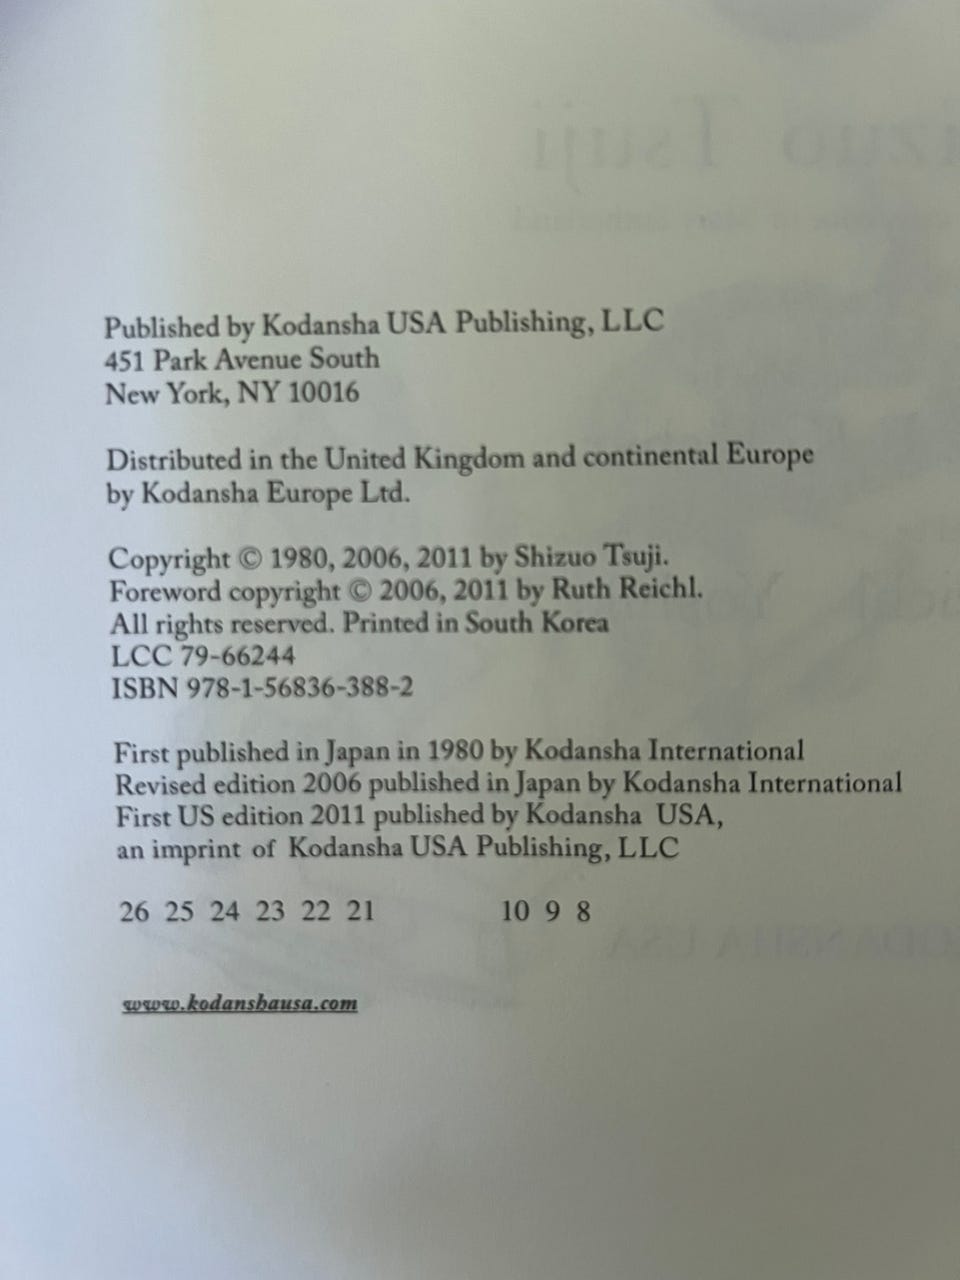 Published by Kodansha USA Publishing, LLC
451 Park Avenue South
New York, NY 10016
Distributed in the United Kingdom and continental Europe
by Kodansha Europe Ltd.
Copyright © 1980, 2006, 2011 by Shizuo Tsuji.
Foreword copyright © 2006, 2011 by Ruth Reichl.
All rights reserved. Printed in South Korea
LCC 79-66244
ISBN 978-1-56836-388-2
First published in Japan in 1980 by Kodansha International
Revised edition 2006 published in Japan by Kodansha International
First US edition 2011 published by Kodansha USA,
an imprint of Kodansha USA Publishing, LLC
26 25 24 23 22 21 10 9 8
www.kodanshausa.com